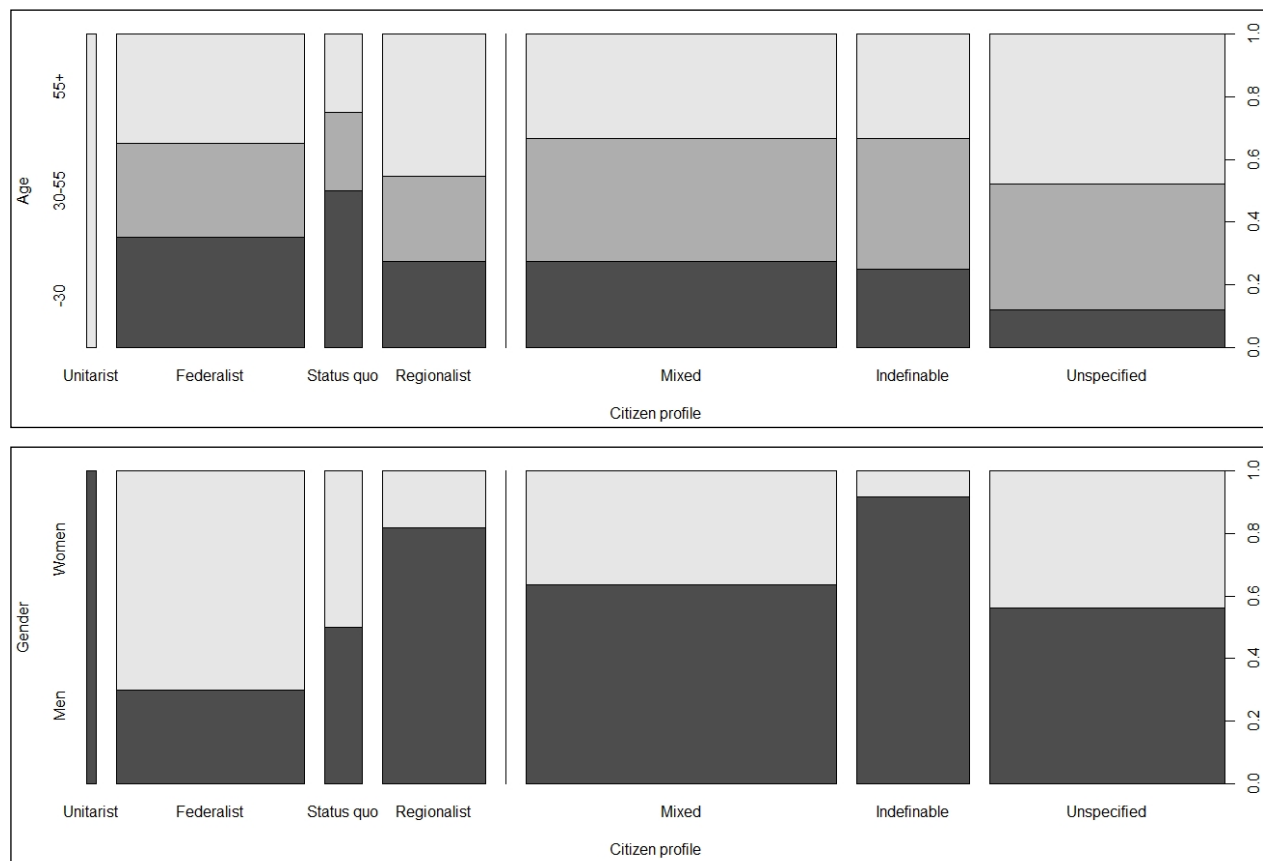 Age
-30
30-55
55+
0.0
0.2
0.4
0.6
0.8
1.0
Unitarist Federalist Status quo Regionalist Mixed Indefinable Unspecified
Citizen profile
Gender
Men
Women
0.0
0.2
0.4
0.6
0.8
1.0
Unitarist Federalist Status quo Regionalist Mixed Indefinable Unspecified
Citizen profile